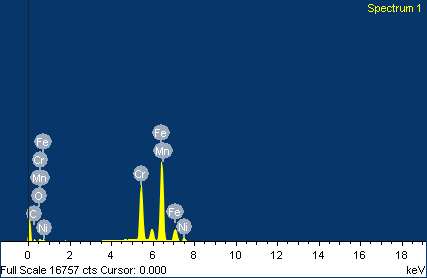 Spectrum 1
Fe
Cr
Mn
O
C
Ni
Cr
Fe
Mn
Fe
Ni
0 2 4 6 8 10 12 14 16 18
Full Scale 16757 cts Cursor: 0.000 keV